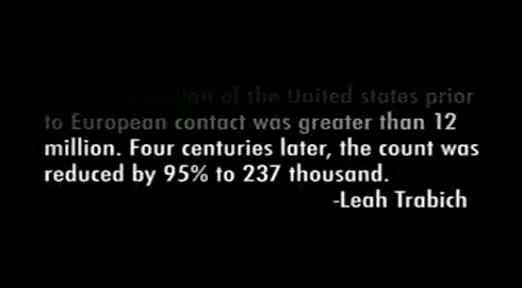 of the United states prior
to European contact was greater than 12
million. Four centuries later, the count was
reduced by 95% to 237 thousand.
-Leah Trabich